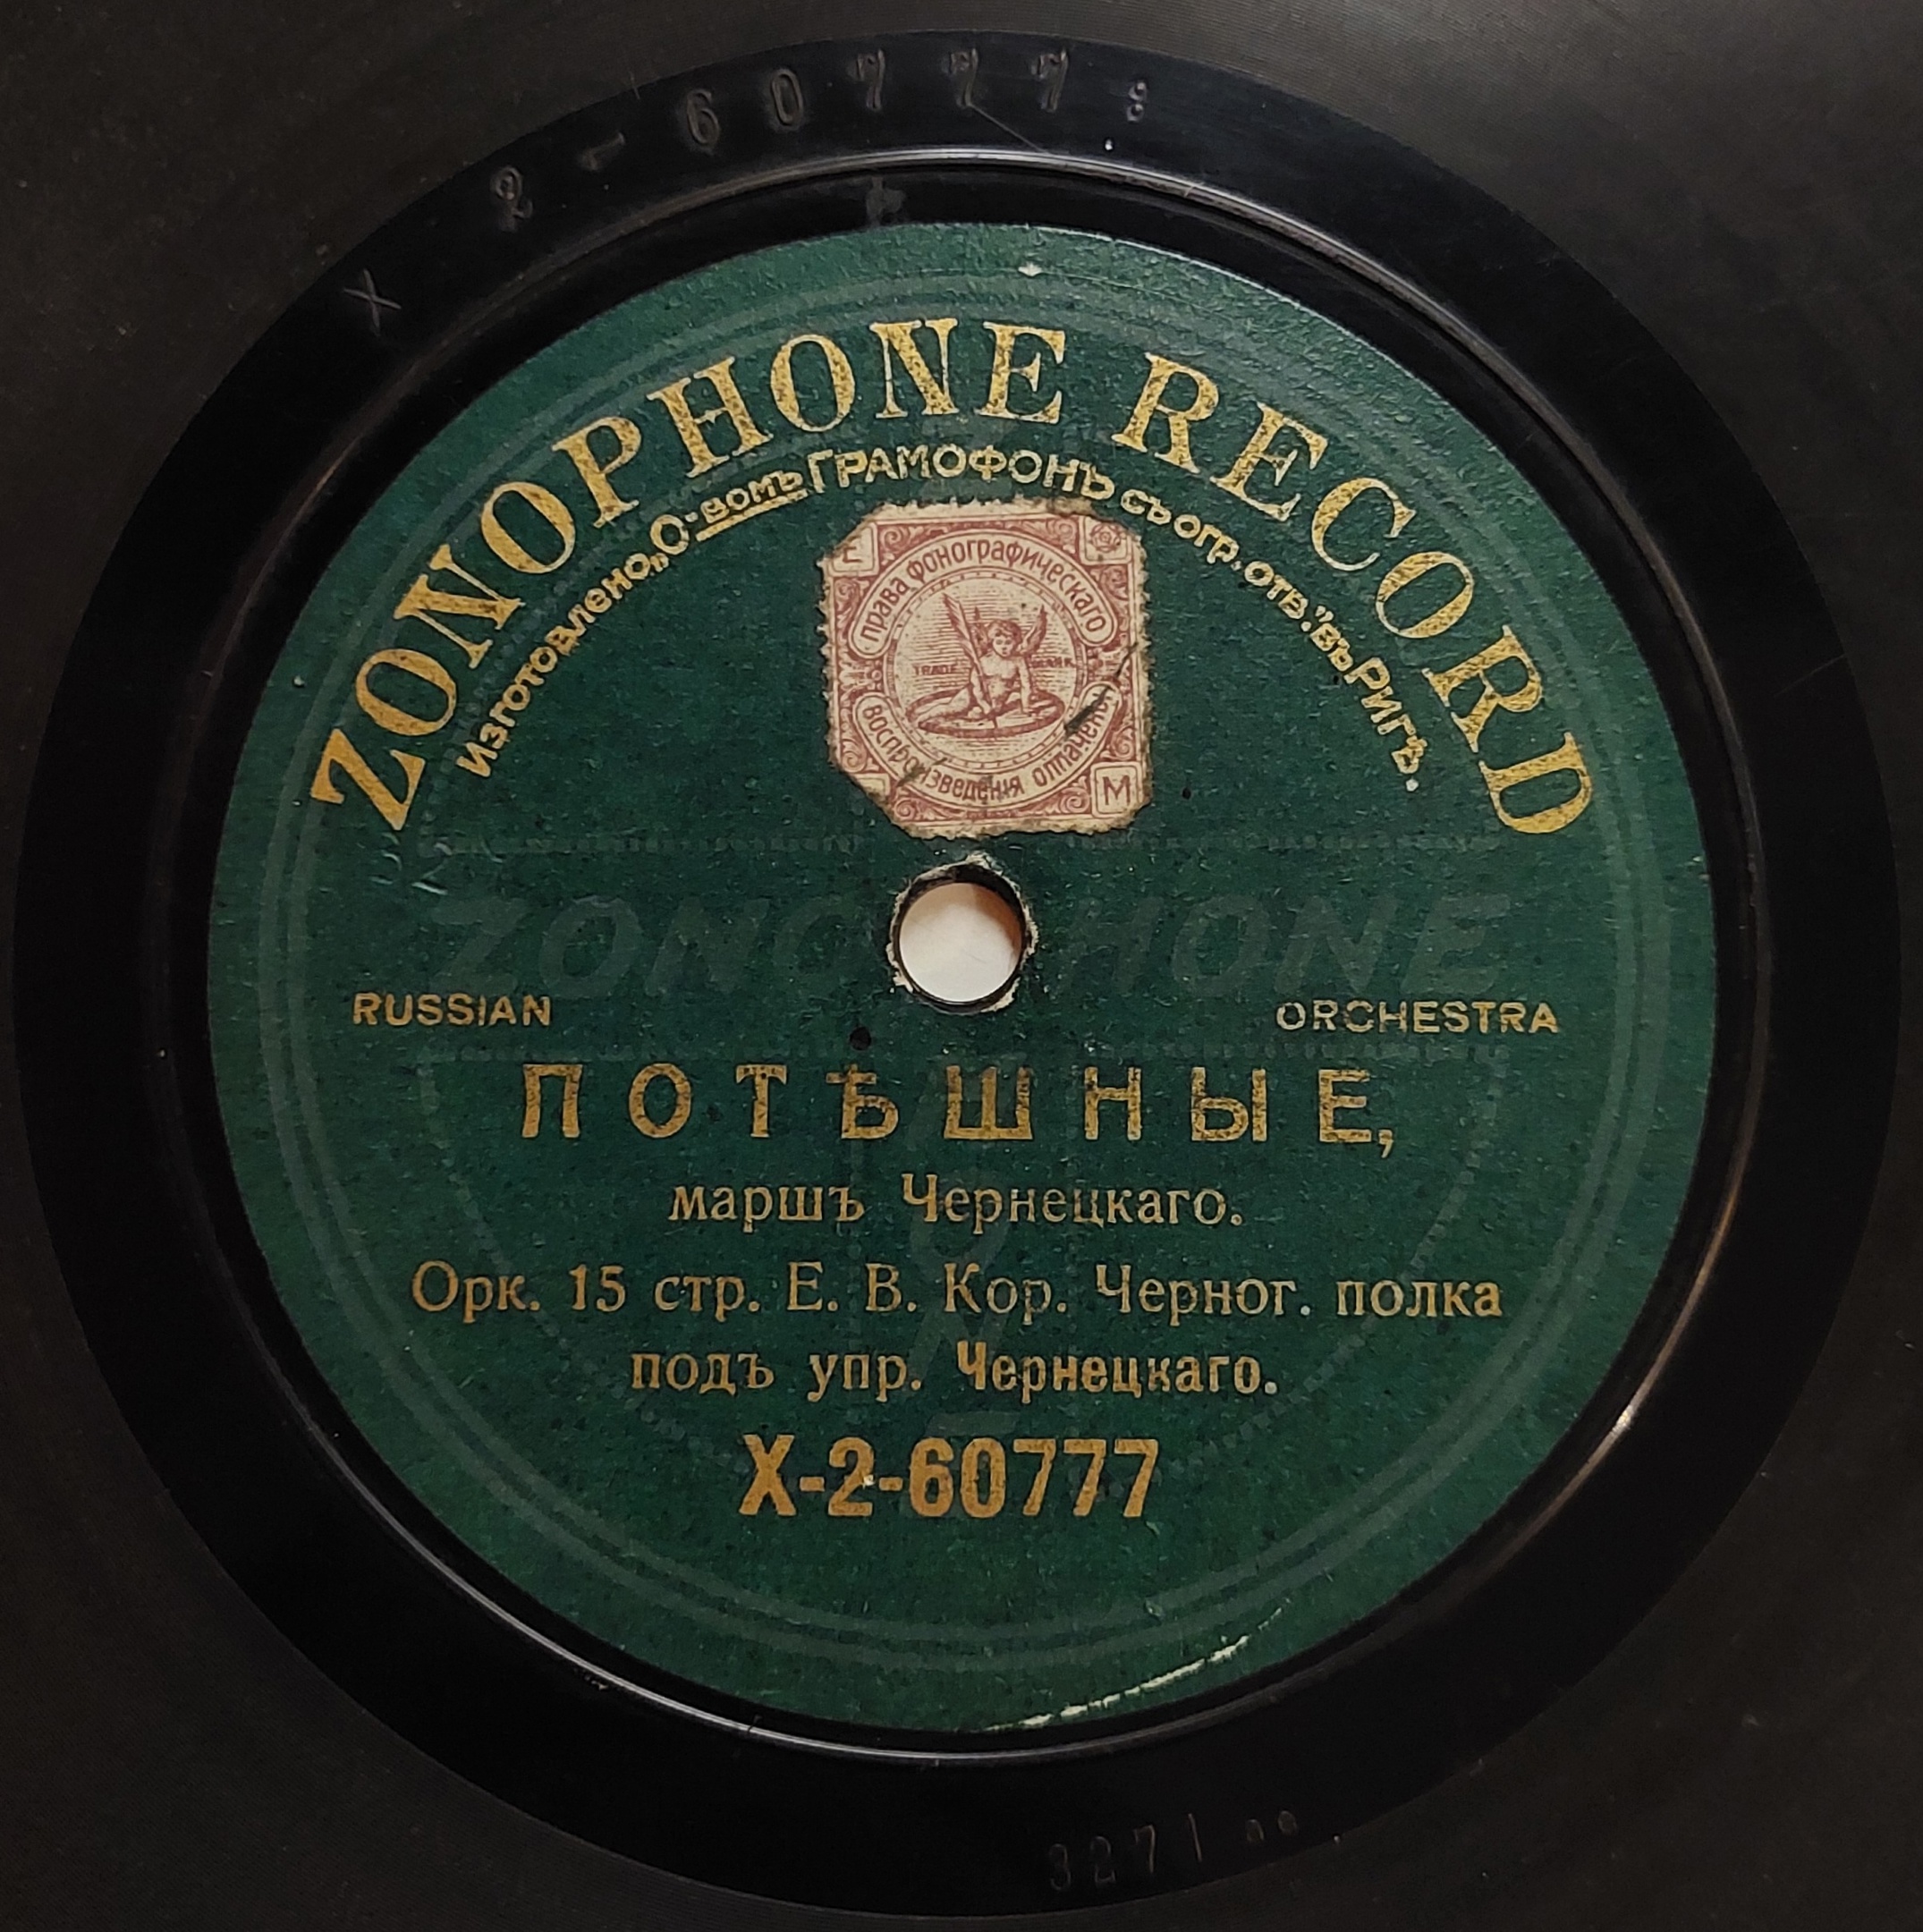 X 2-60777
ZONOPHONE RECORD
Изготовлено „О-вомъ ГРАМОФОНЪ съ огр. отв." въ Ригѣ.
права фонографическаго
TRADE MARK
воспроизведенія оплачены
М
ZONOPHONE
RUSSIAN ORCHESTRA
ПОТѢШНЫЕ,
маршъ Чернецкаго.
Орк. 15 стр. Е. В. Кор. Черног. полка
подъ упр. Чернецкаго.
X-2-60777
3271